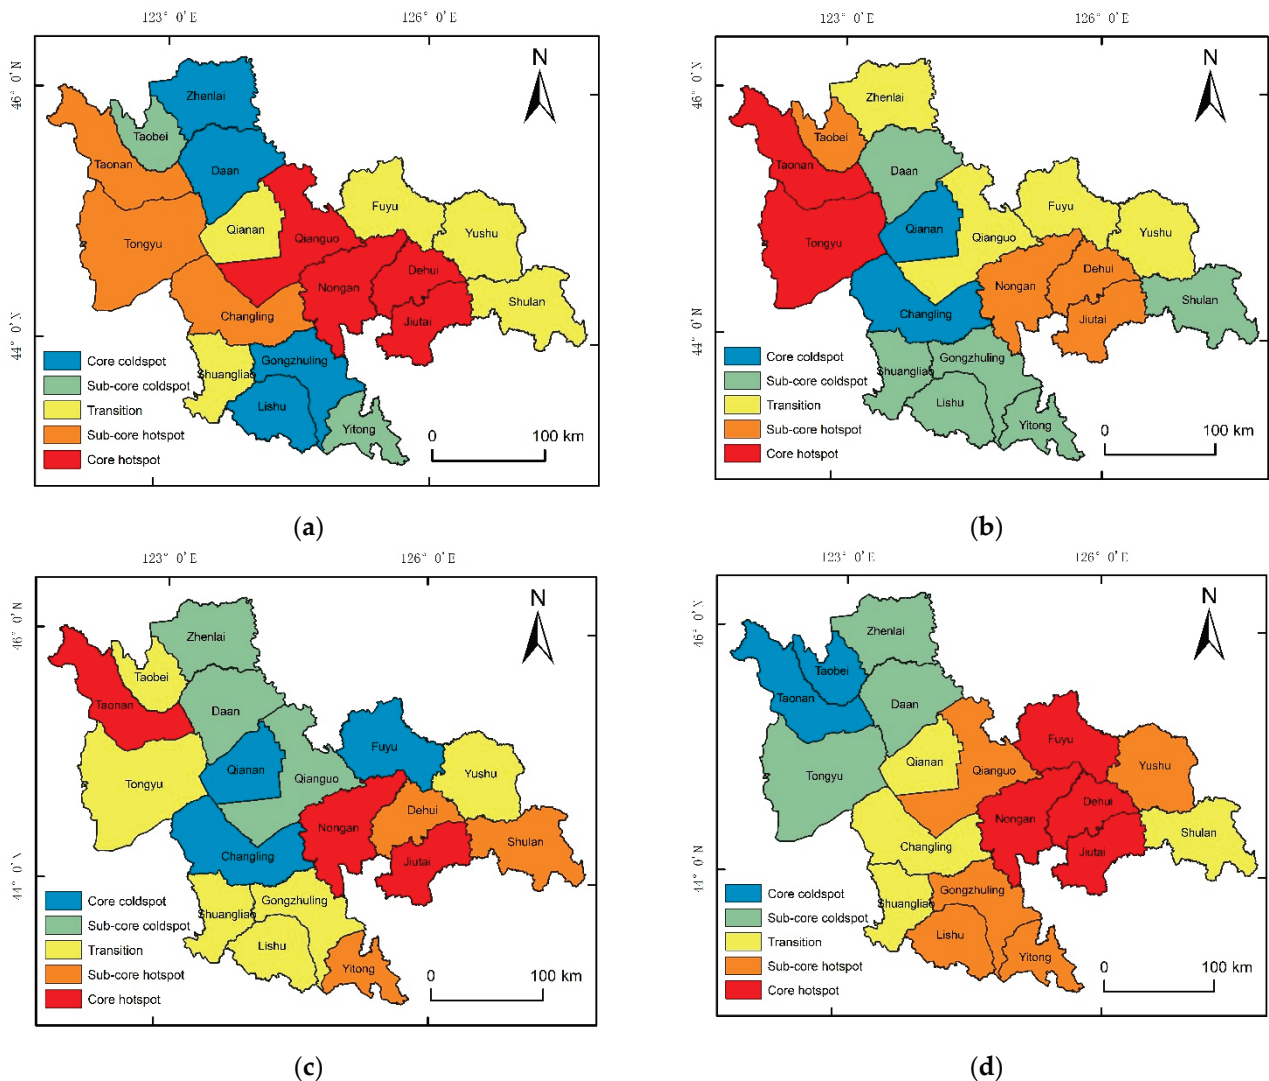 123° 0'E 126° 0'E
46° 0'N
44° 0'N
N
Zhenlai
Taobei
Taonan
Daan
Fuyu
Qianan
Qianguo
Yushu
Tongyu
Dehui
Nongan
Shulan
Changling
Jiutai
Gongzhuling
Shuangliao
Lishu
Yitong
Core coldspot
Sub-core coldspot
Transition
Sub-core hotspot
Core hotspot
0 100 km
(a)
123° 0'E 126° 0'E
46° 0'N
44° 0'N
N
Zhenlai
Taobei
Taonan
Daan
Fuyu
Qianan
Qianguo
Yushu
Tongyu
Dehui
Nongan
Shulan
Changling
Jiutai
Gongzhuling
Shuangliao
Lishu
Yitong
Core coldspot
Sub-core coldspot
Transition
Sub-core hotspot
Core hotspot
0 100 km
(b)
123° 0'E 126° 0'E
46° 0'N
44° 0'N
N
Zhenlai
Taobei
Taonan
Daan
Fuyu
Qianan
Qianguo
Yushu
Tongyu
Dehui
Nongan
Shulan
Changling
Jiutai
Gongzhuling
Shuangliao
Lishu
Yitong
Core coldspot
Sub-core coldspot
Transition
Sub-core hotspot
Core hotspot
0 100 km
(c)
123° 0'E 126° 0'E
46° 0'N
44° 0'N
N
Zhenlai
Taobei
Taonan
Daan
Fuyu
Qianan
Qianguo
Yushu
Tongyu
Dehui
Nongan
Shulan
Changling
Jiutai
Gongzhuling
Shuangliao
Lishu
Yitong
Core coldspot
Sub-core coldspot
Transition
Sub-core hotspot
Core hotspot
0 100 km
(d)